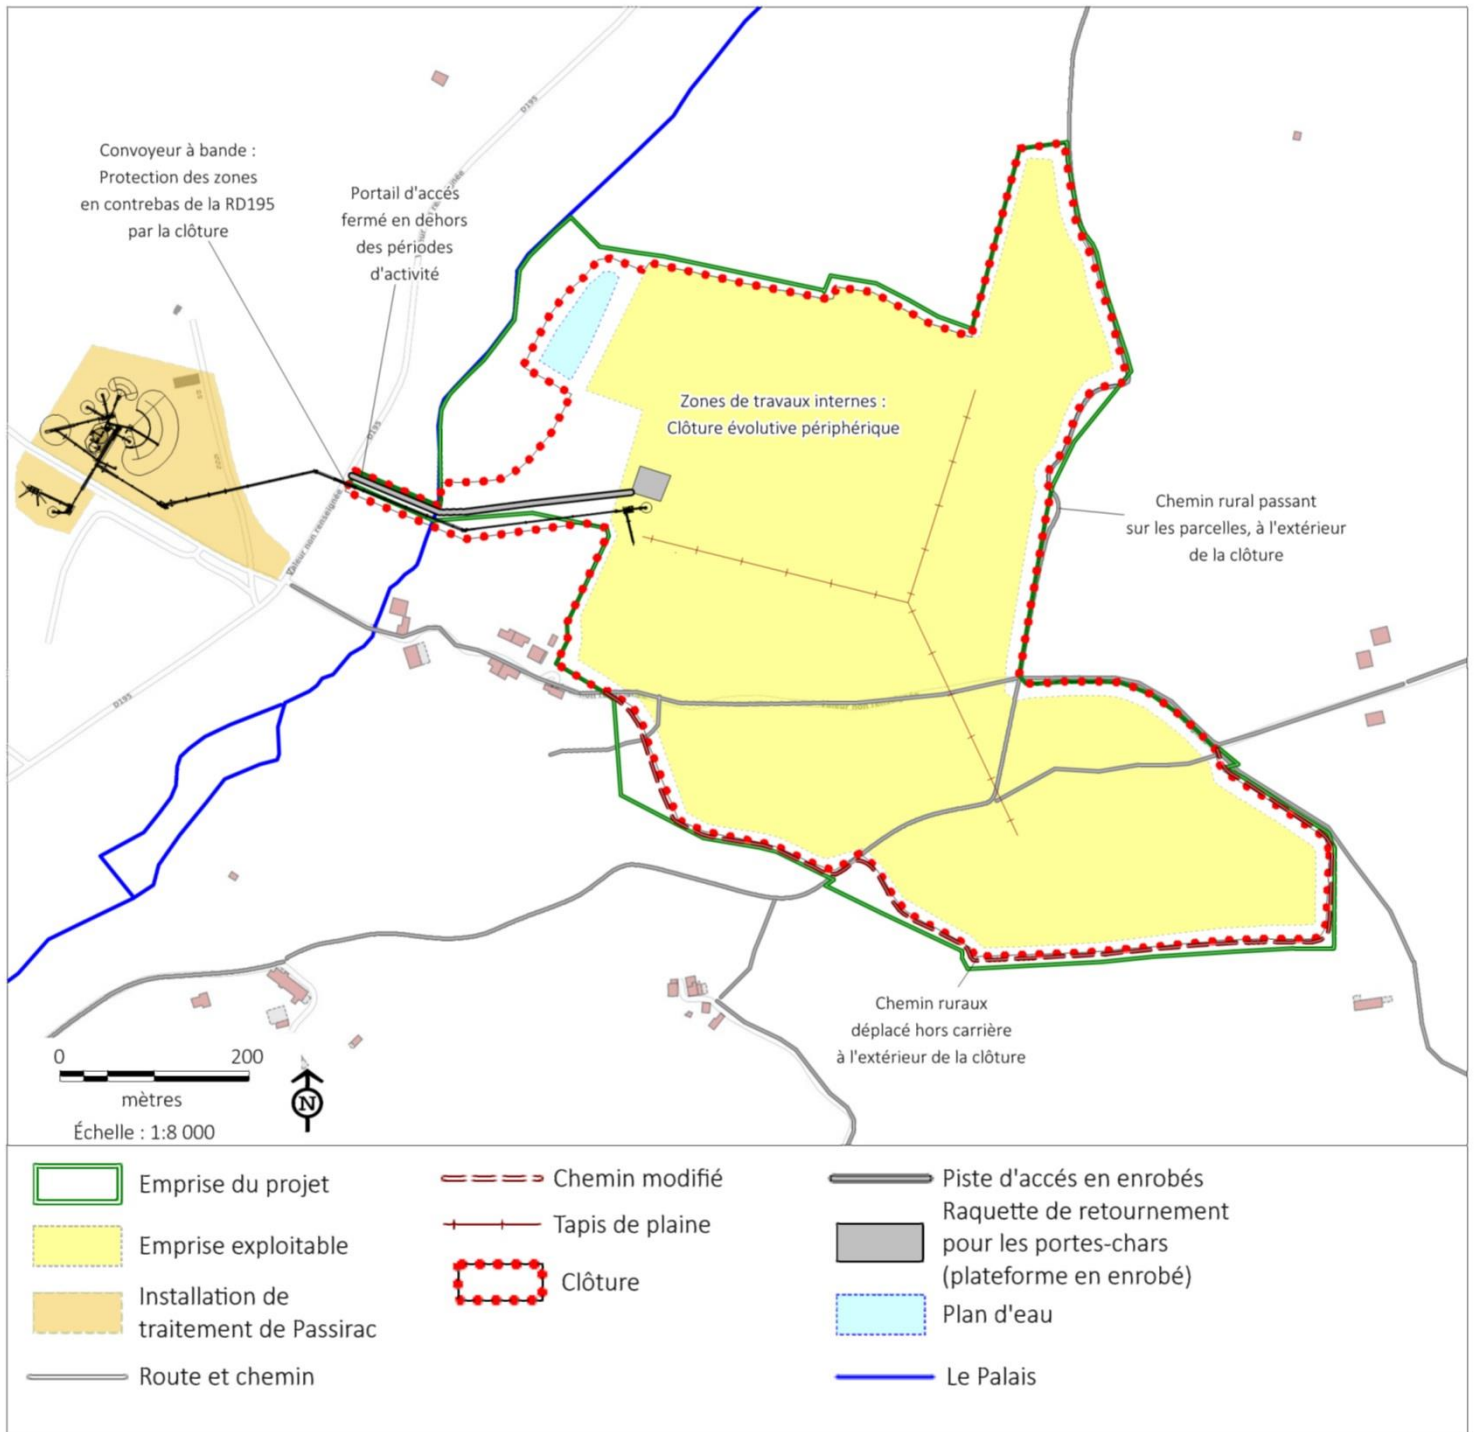 D195
Convoyeur à bande :
Protection des zones
en contrebas de la RD195
par la clôture
Portail d'accés
fermé en dehors
des périodes
d'activité
Zones de travaux internes :
Clôture évolutive périphérique
D195
Valeur non renseignée
Chemin rural passant
sur les parcelles, à l'extérieur
de la clôture
D195
Chemin ruraux
déplacé hors carrière
à l'extérieur de la clôture
0 200
mètres
Échelle : 1:8 000
N
Emprise du projet
Emprise exploitable
Installation de
traitement de Passirac
Route et chemin
Chemin modifié
Tapis de plaine
Clôture
Piste d'accés en enrobés
Raquette de retournement
pour les portes-chars
(plateforme en enrobé)
Plan d'eau
Le Palais